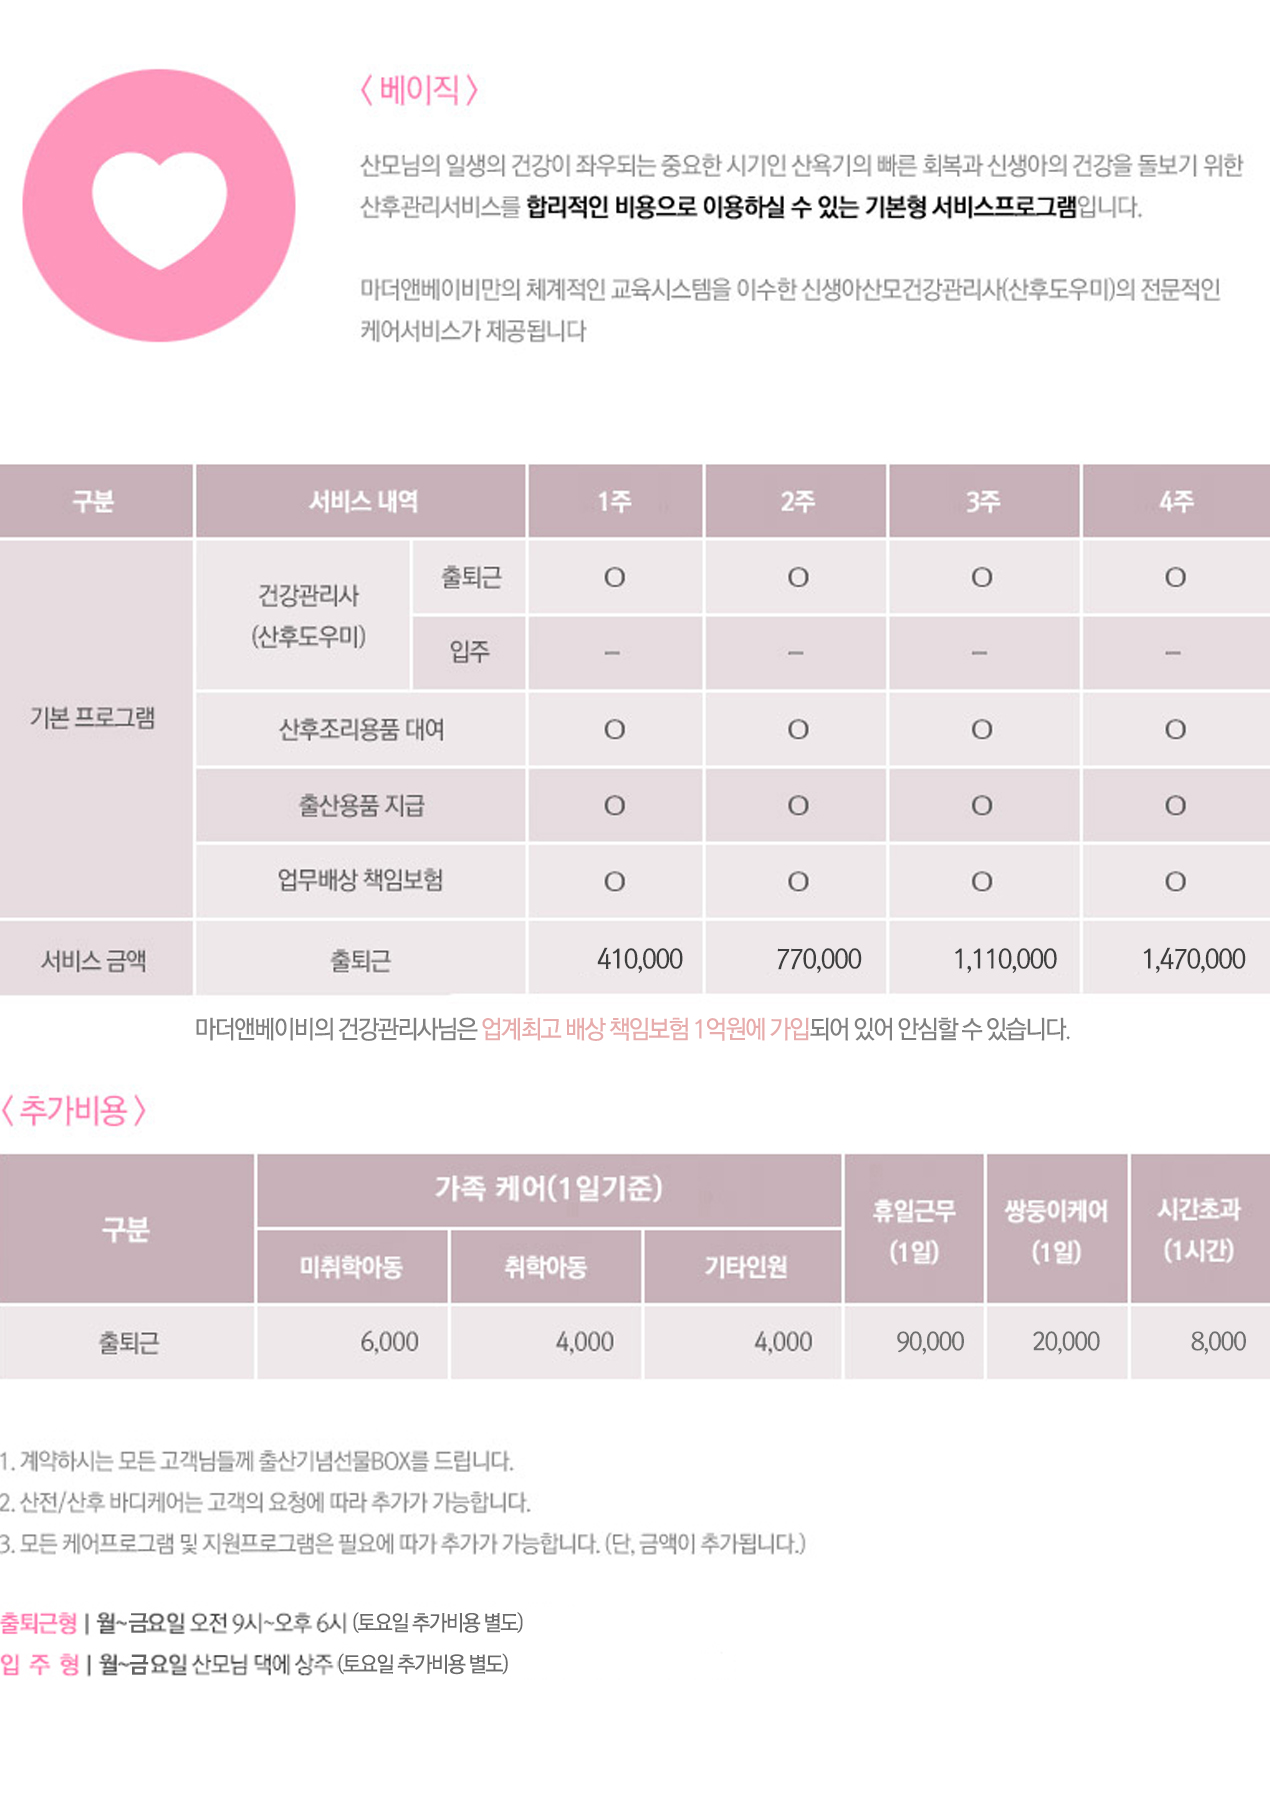 〈 베이직 〉
산모님의 일생의 건강이 좌우되는 중요한 시기인 산욕기의 빠른 회복과 신생아의 건강을 돌보기 위한
산후관리서비스를 합리적인 비용으로 이용하실 수 있는 기본형 서비스프로그램입니다.
마더앤베이비만의 체계적인 교육시스템을 이수한 신생아산모건강관리사(산후도우미)의 전문적인
케어서비스가 제공됩니다
구분 서비스 내역 1주 2주 3주 4주
기본 프로그램 건강관리사 (산후도우미) 출퇴근 O O O O
입주 – – – –
산후조리용품 대여 O O O O
출산용품 지급 O O O O
업무배상 책임보험 O O O O
서비스 금액 출퇴근 410,000 770,000 1,110,000 1,470,000
마더앤베이비의 건강관리사님은 업계최고 배상 책임보험 1억원에 가입되어 있어 안심할 수 있습니다.
〈 추가비용 〉
구분 가족 케어(1일기준) 휴일근무 (1일) 쌍둥이케어 (1일) 시간초과 (1시간)
미취학아동 취학아동 기타인원
출퇴근 6,000 4,000 4,000 90,000 20,000 8,000
1. 계약하시는 모든 고객님들께 출산기념선물BOX를 드립니다.
2. 산전/산후 바디케어는 고객의 요청에 따라 추가가 가능합니다.
3. 모든 케어프로그램 및 지원프로그램은 필요에 따가 추가가 가능합니다. (단, 금액이 추가됩니다.)
출퇴근형 | 월~금요일 오전 9시~오후 6시 (토요일 추가비용 별도)
입 주 형 | 월~금요일 산모님 댁에 상주 (토요일 추가비용 별도)